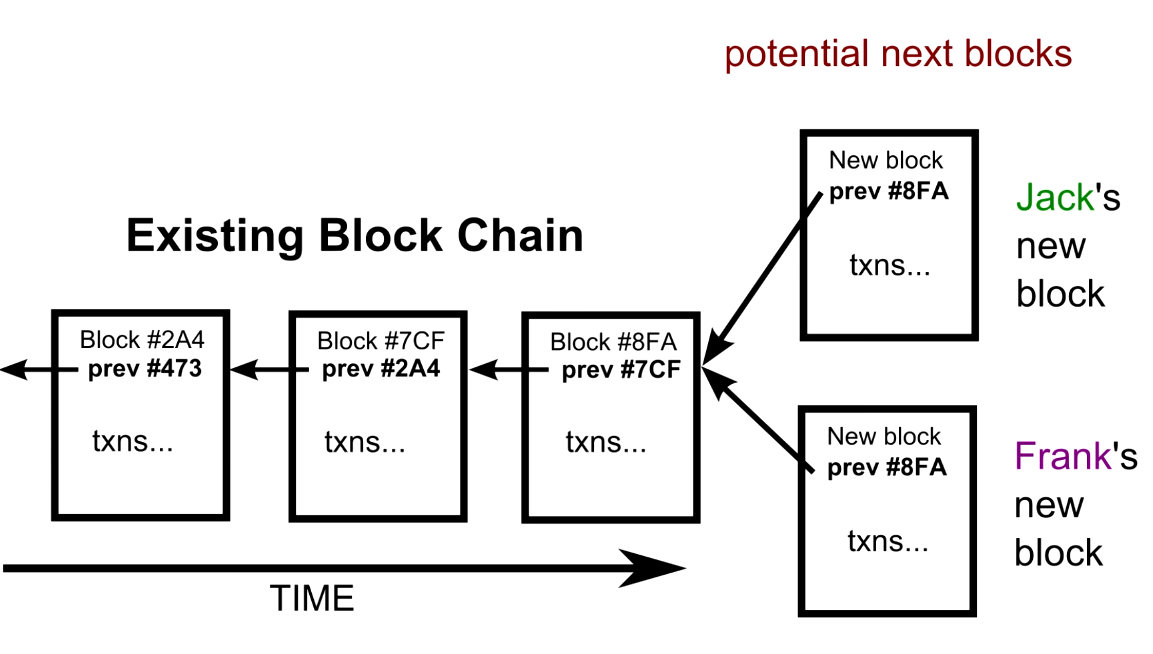 potential next blocks
New block
prev #8FA
txns...
Jack's
new
block
Existing Block Chain
Block #2A4
prev #473
txns...
Block #7CF
prev #2A4
txns...
Block #8FA
prev #7CF
txns...
New block
prev #8FA
txns...
Frank's
new
block
TIME